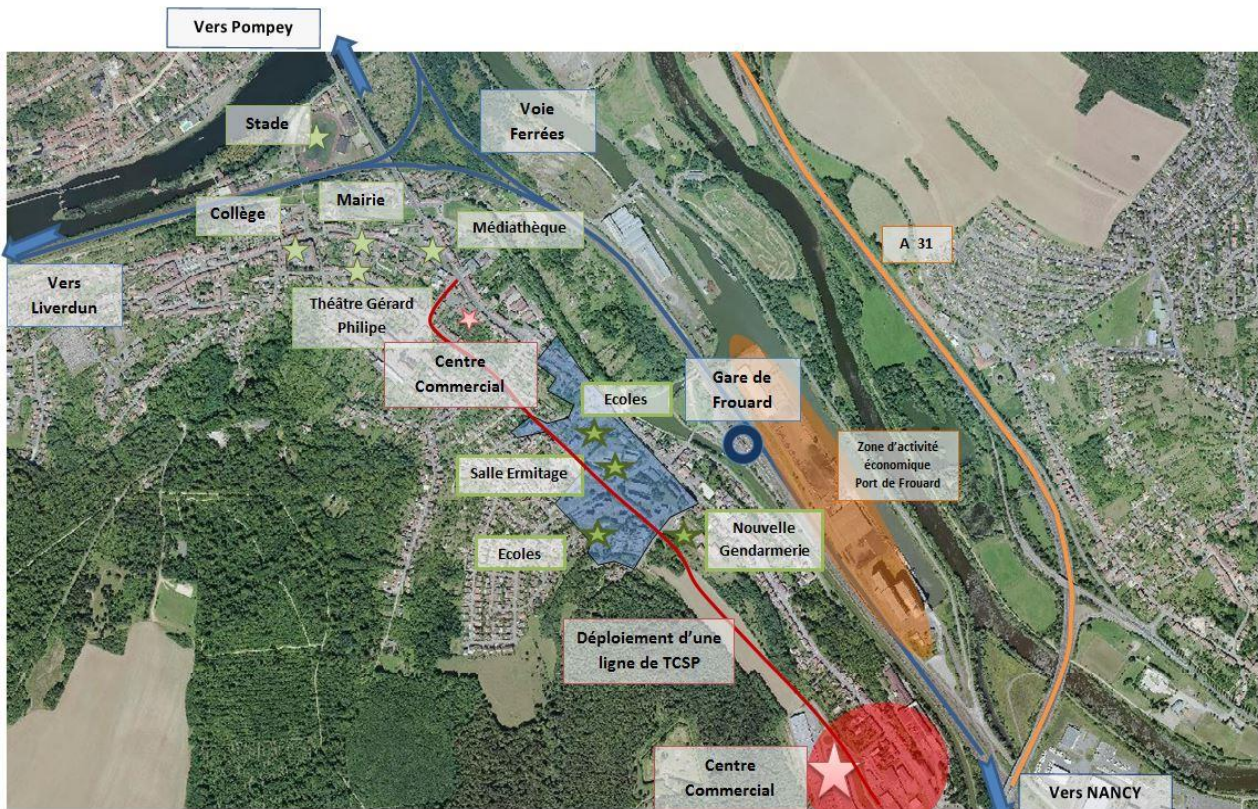 Vers Pompey
Stade
Voie
Ferrées
Collège
Mairie
Médiathèque
A 31
Vers
Liverdun
Théâtre Gérard
Philipe
Centre
Commercial
Gare de
Frouard
Ecoles
Salle Ermitage
Zone d'activité
économique
Port de Frouard
Ecoles
Nouvelle
Gendarmerie
Déploiement d'une
ligne de TCSP
Centre
Commercial
Vers NANCY